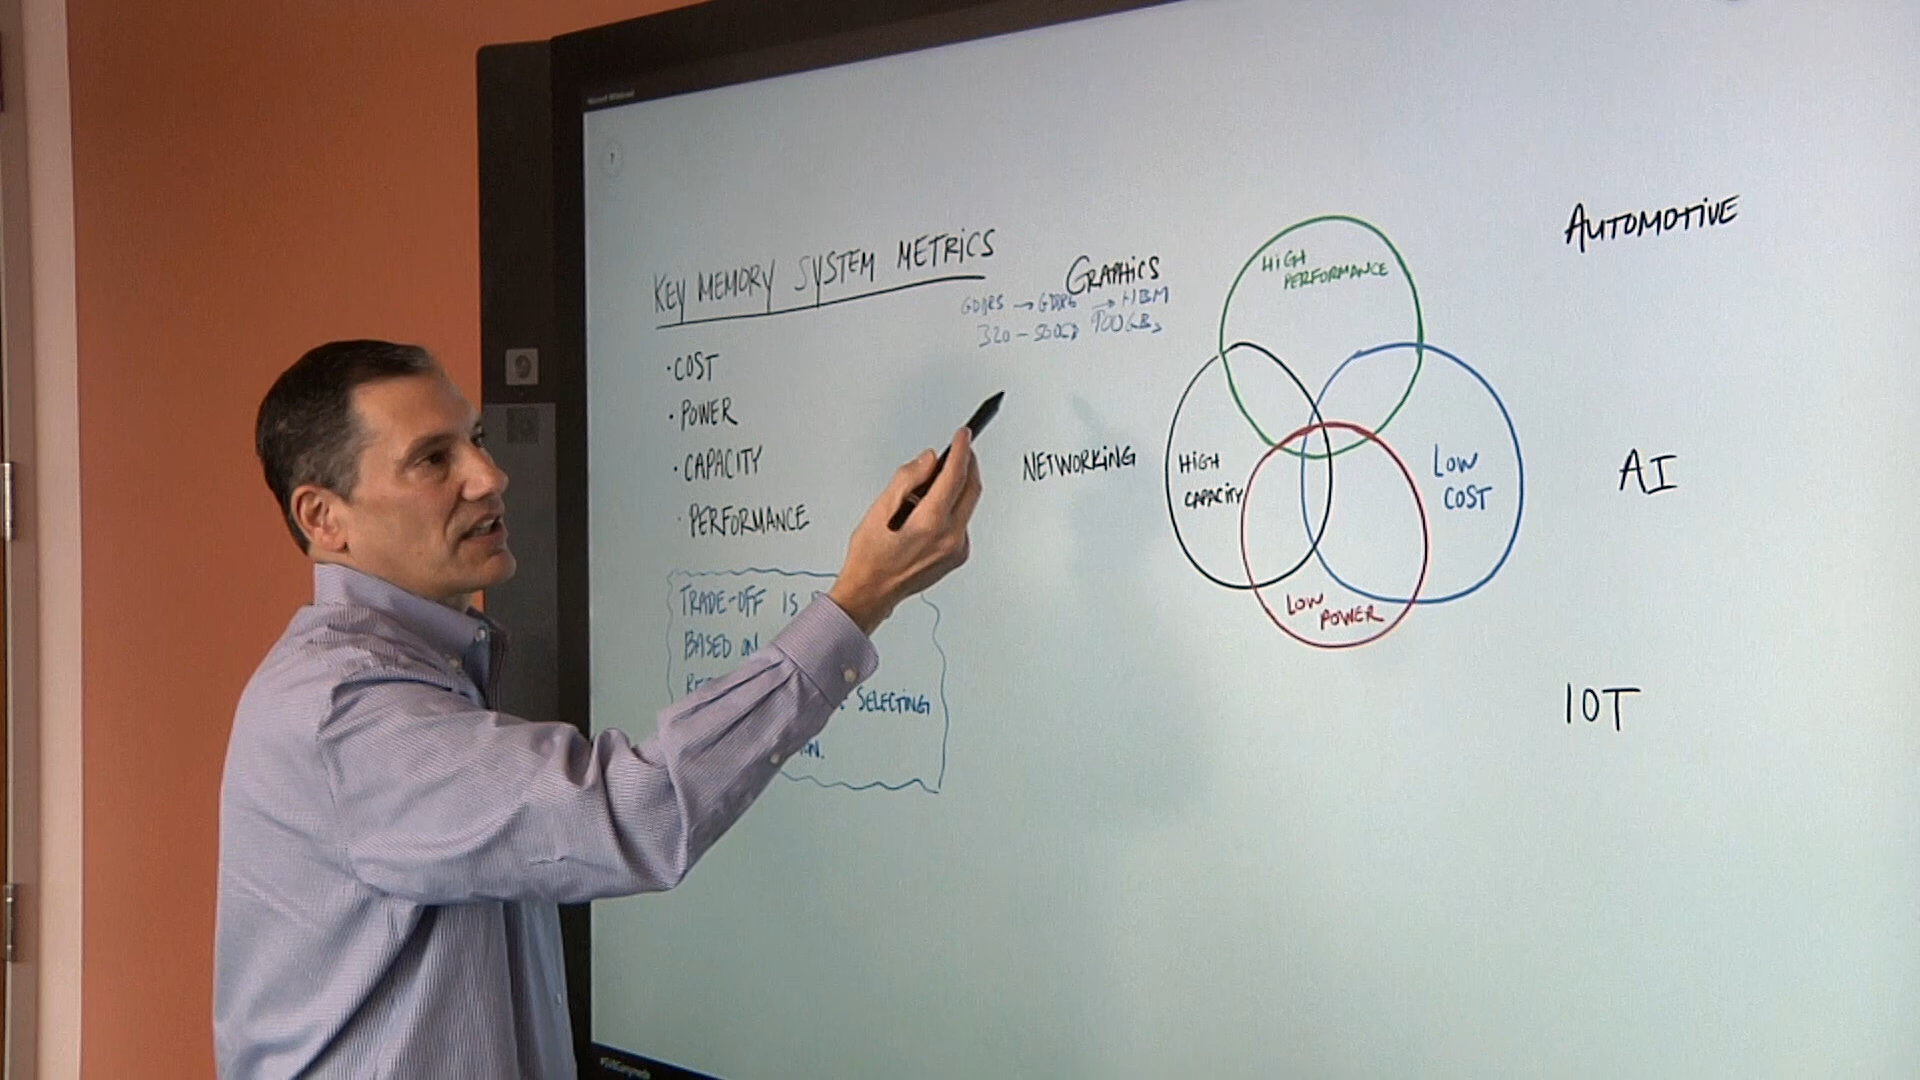 KEY MEMORY SYSTEM METRICS
• COST
• POWER
• CAPACITY
• PERFORMANCE
TRADE-OFF IS
BASED ON
SELECTING
GRAPHICS
GDDR5 → GDDR6 → HBM
320 – 500GB 900GBs
NETWORKING
HIGH
PERFORMANCE
HIGH
CAPACITY
LOW
COST
LOW
POWER
AUTOMOTIVE
AI
IOT